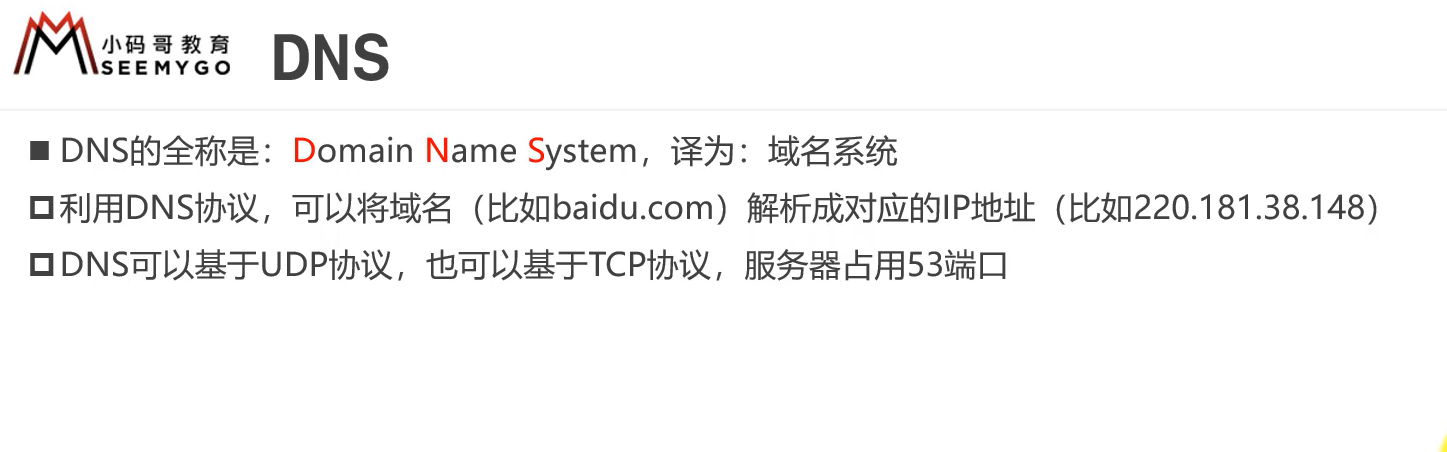 小码哥教育
SEEMYGO
DNS
DNS的全称是：Domain Name System，译为：域名系统
利用DNS协议，可以将域名（比如baidu.com）解析成对应的IP地址（比如220.181.38.148）
DNS可以基于UDP协议，也可以基于TCP协议，服务器占用53端口